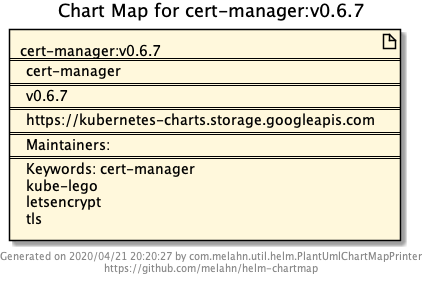 Chart Map for cert-manager:v0.6.7
cert-manager:v0.6.7
cert-manager
v0.6.7
https://kubernetes-charts.storage.googleapis.com
Maintainers:
Keywords: cert-manager
kube-lego
letsencrypt
tls
Generated on 2020/04/21 20:20:27 by com.melahn.util.helm.PlantUmlChartMapPrinter
https://github.com/melahn/helm-chartmap